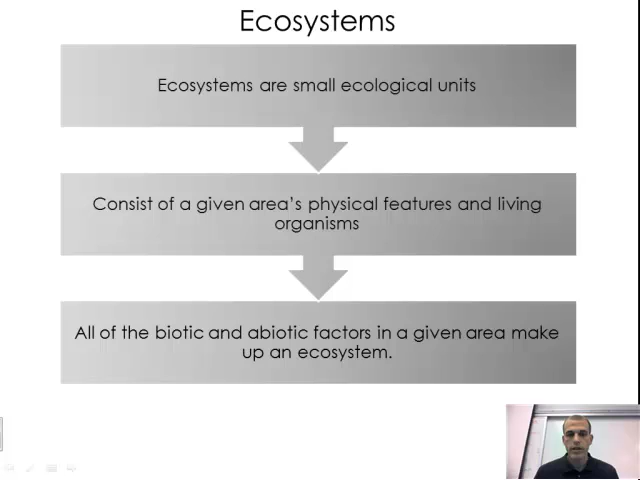 Ecosystems
Ecosystems are small ecological units
Consist of a given area's physical features and living
organisms
All of the biotic and abiotic factors in a given area make
up an ecosystem.